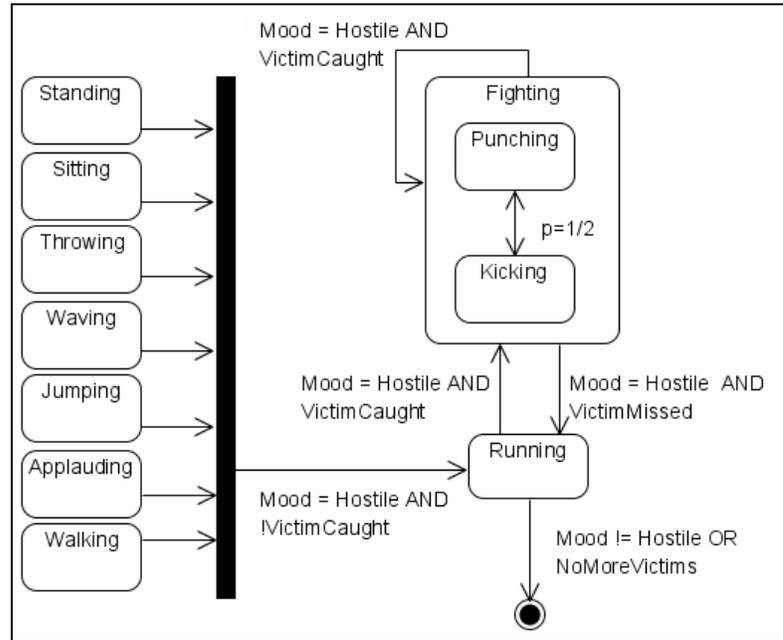 Standing
Sitting
Throwing
Waving
Jumping
Applauding
Walking
Mood = Hostile AND
VictimCaught
Fighting
Punching
p=1/2
Kicking
Mood = Hostile AND
VictimCaught
Mood = Hostile AND
VictimMissed
Running
Mood = Hostile AND
!VictimCaught
Mood != Hostile OR
NoMoreVictims